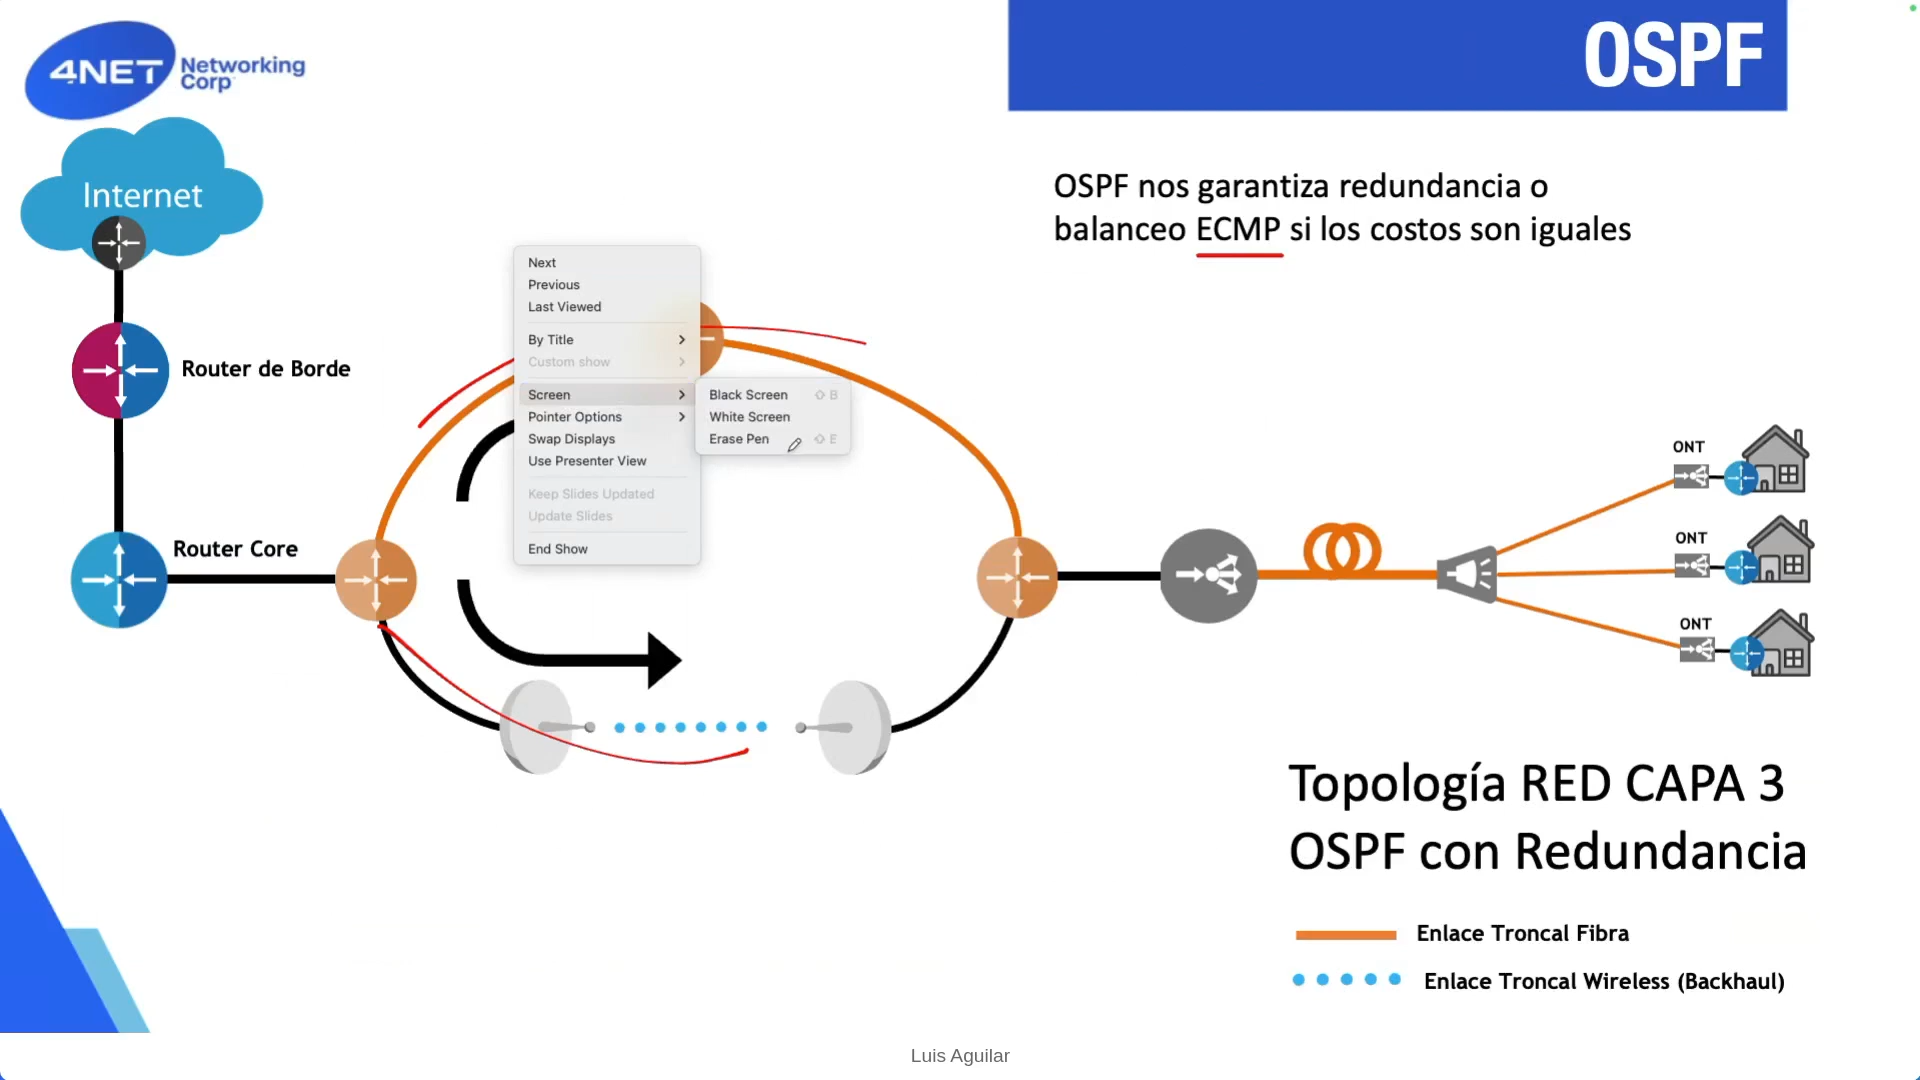 4NET Networking
Corp
OSPF
Internet
OSPF nos garantiza redundancia o
balanceo ECMP si los costos son iguales
Next
Previous
Last Viewed
By Title
Custom show
Screen
Pointer Options
Swap Displays
Use Presenter View
Keep Slides Updated
Update Slides
End Show
Black Screen B
White Screen
Erase Pen E
Router de Borde
Router Core
ONT
ONT
ONT
Topología RED CAPA 3
OSPF con Redundancia
Enlace Troncal Fibra
Enlace Troncal Wireless (Backhaul)
Luis Aguilar